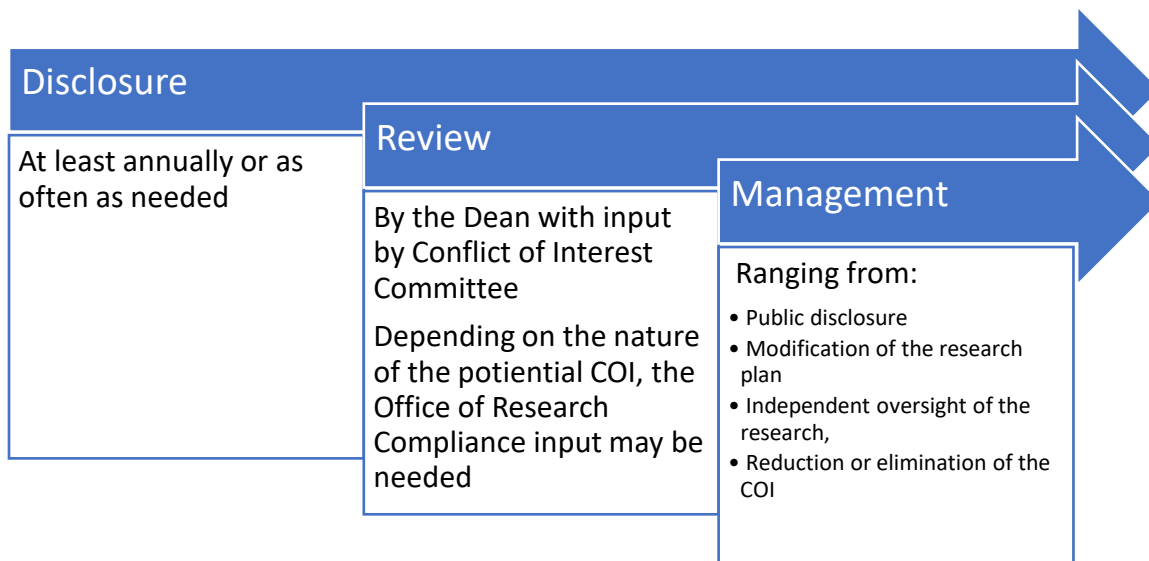 Disclosure
At least annually or as
often as needed
Review
By the Dean with input
by Conflict of Interest
Committee
Depending on the nature
of the potiential COI, the
Office of Research
Compliance input may be
needed
Management
Ranging from:
• Public disclosure
• Modification of the research
plan
• Independent oversight of the
research,
• Reduction or elimination of the
COI